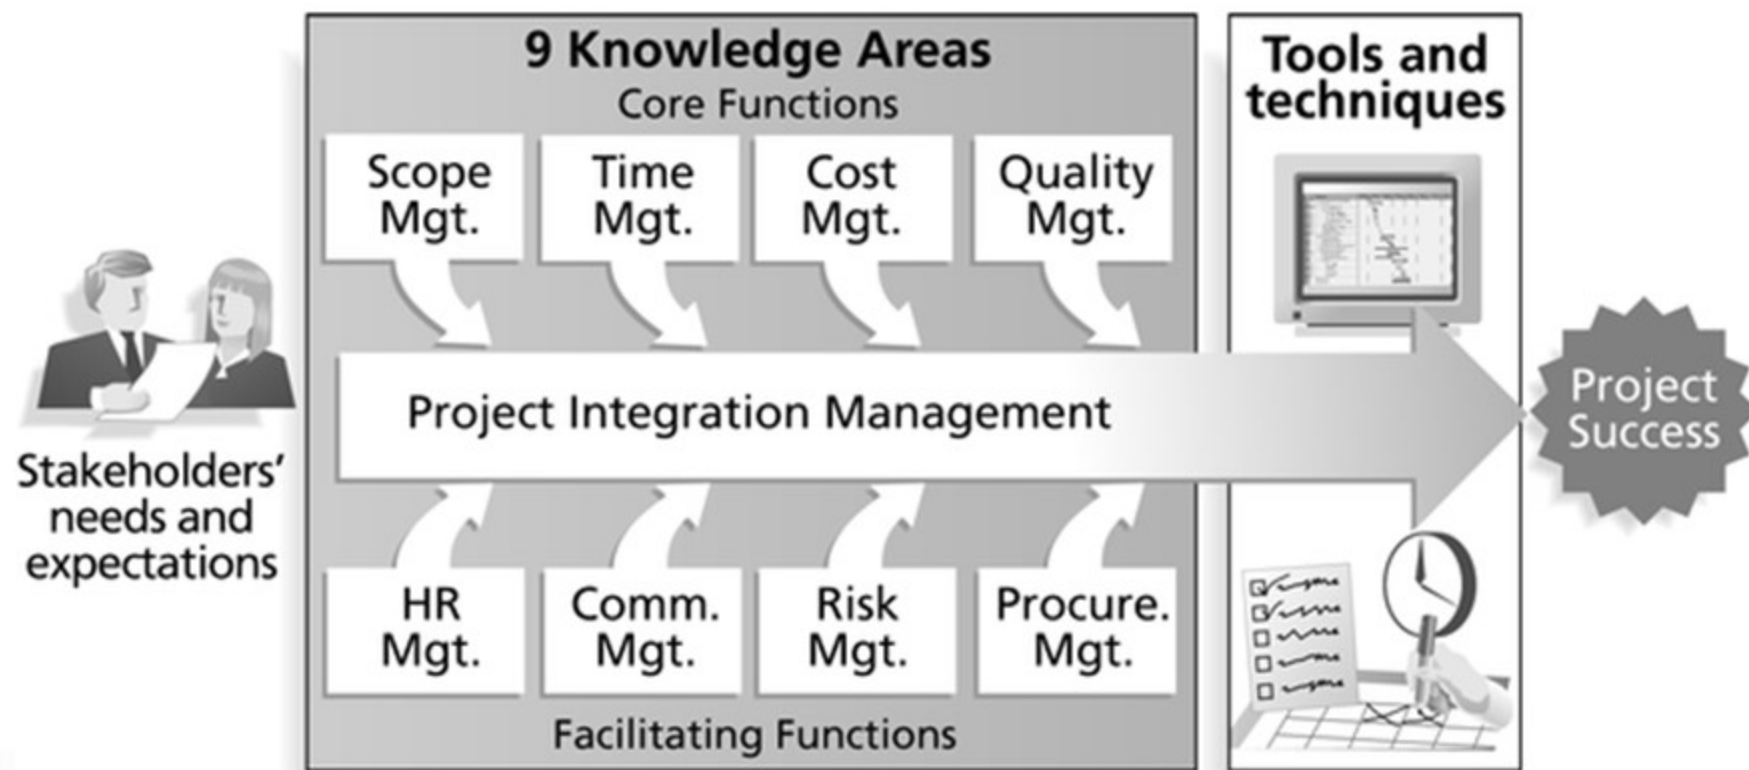 9 Knowledge Areas
Core Functions
Scope
Mgt.
Time
Mgt.
Cost
Mgt.
Quality
Mgt.
Project Integration Management
HR
Mgt.
Comm.
Mgt.
Risk
Mgt.
Procure.
Mgt.
Facilitating Functions
Stakeholders’
needs and
expectations
Tools and
techniques
Project
Success